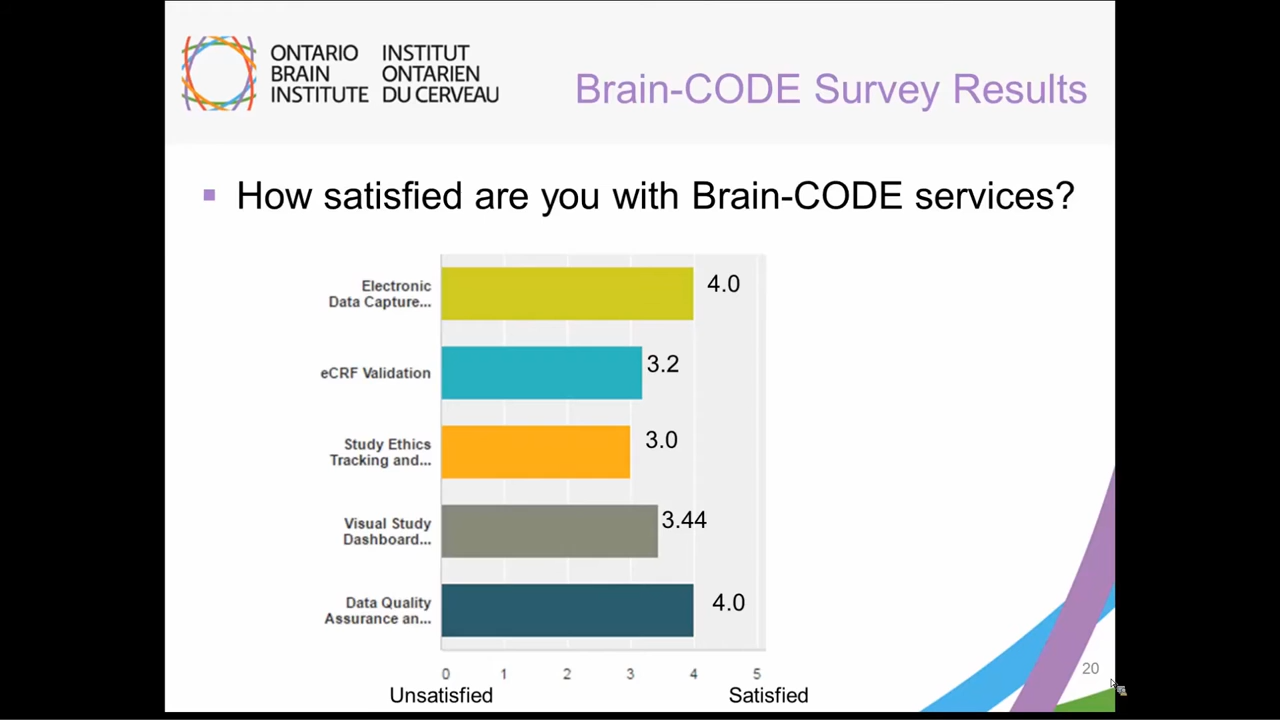 ONTARIO BRAIN INSTITUTE
INSTITUT ONTARIEN DU CERVEAU
Brain-CODE Survey Results
How satisfied are you with Brain-CODE services?
Electronic
Data Capture...
4.0
eCRF Validation
3.2
Study Ethics
Tracking and...
3.0
Visual Study
Dashboard...
3.44
Data Quality
Assurance an...
4.0
0 1 2 3 4 5
Unsatisfied Satisfied
20